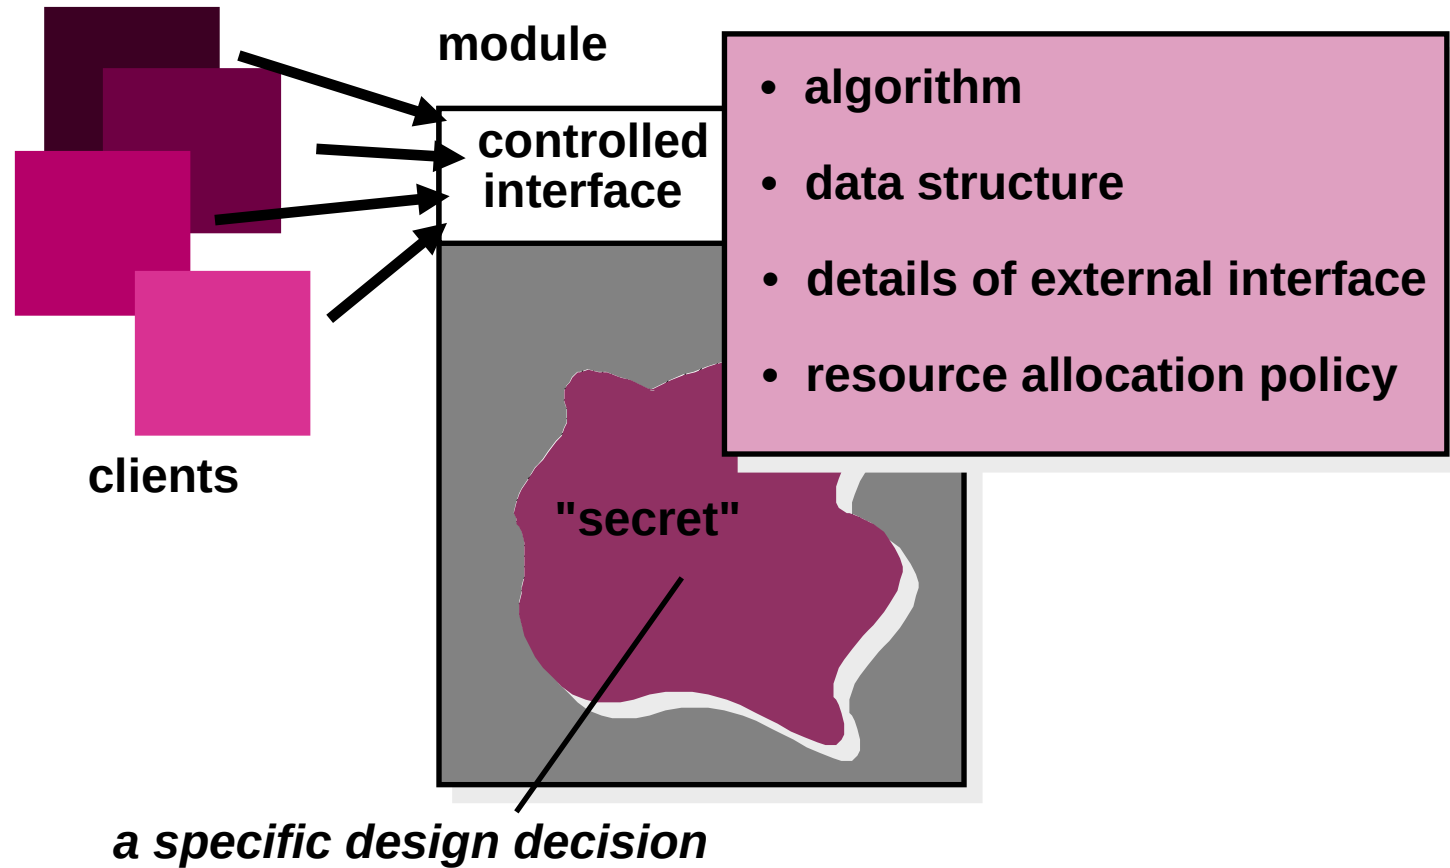 module
controlled
interface
• algorithm
• data structure
• details of external interface
• resource allocation policy
clients
"secret"
a specific design decision